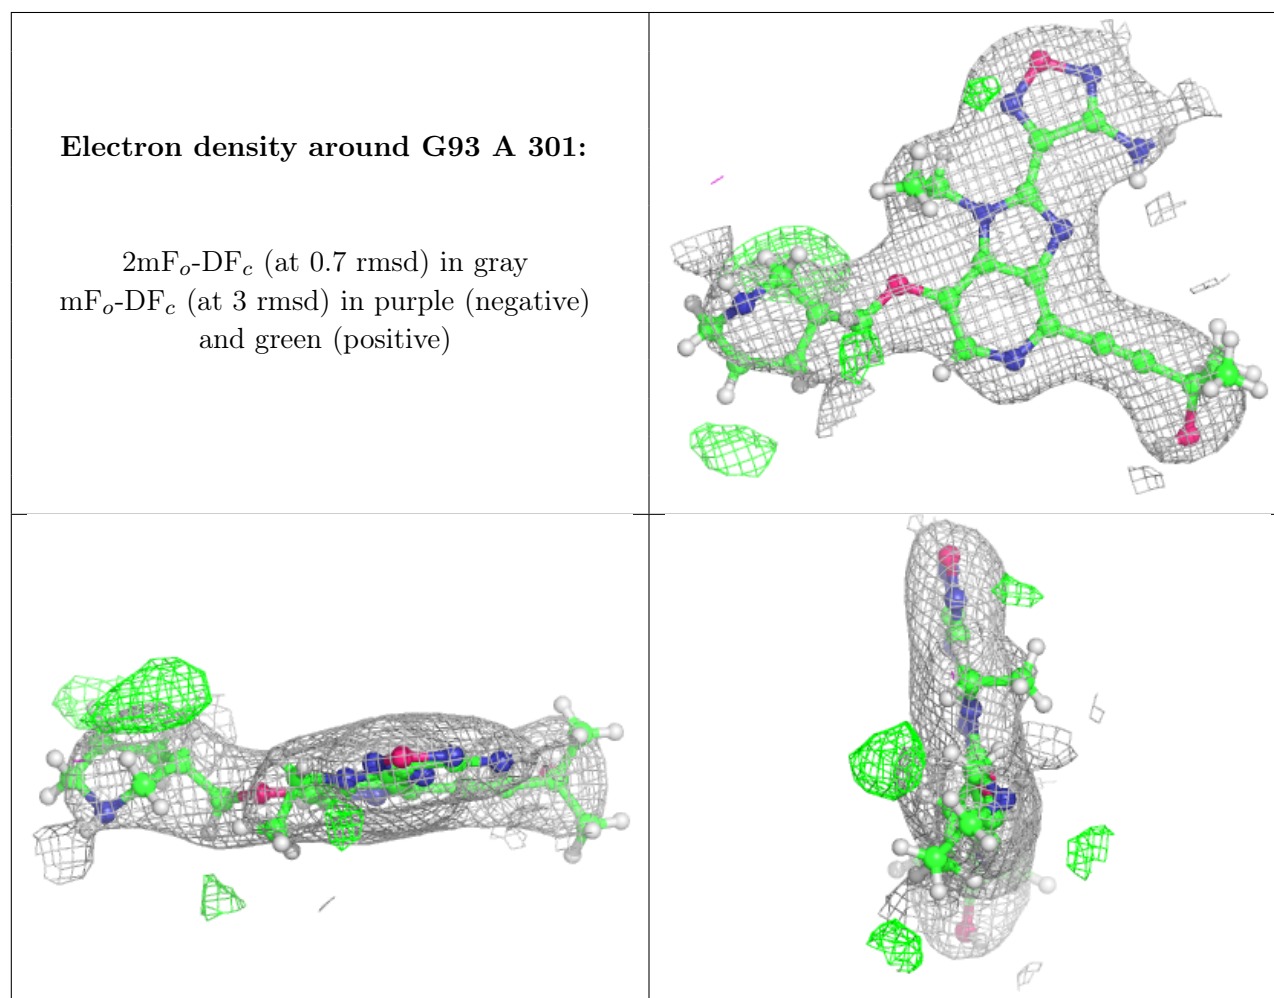 Electron density around G93 A 301:
2mFₒ-DF𝒸 (at 0.7 rmsd) in gray
mFₒ-DF𝒸 (at 3 rmsd) in purple (negative)
and green (positive)